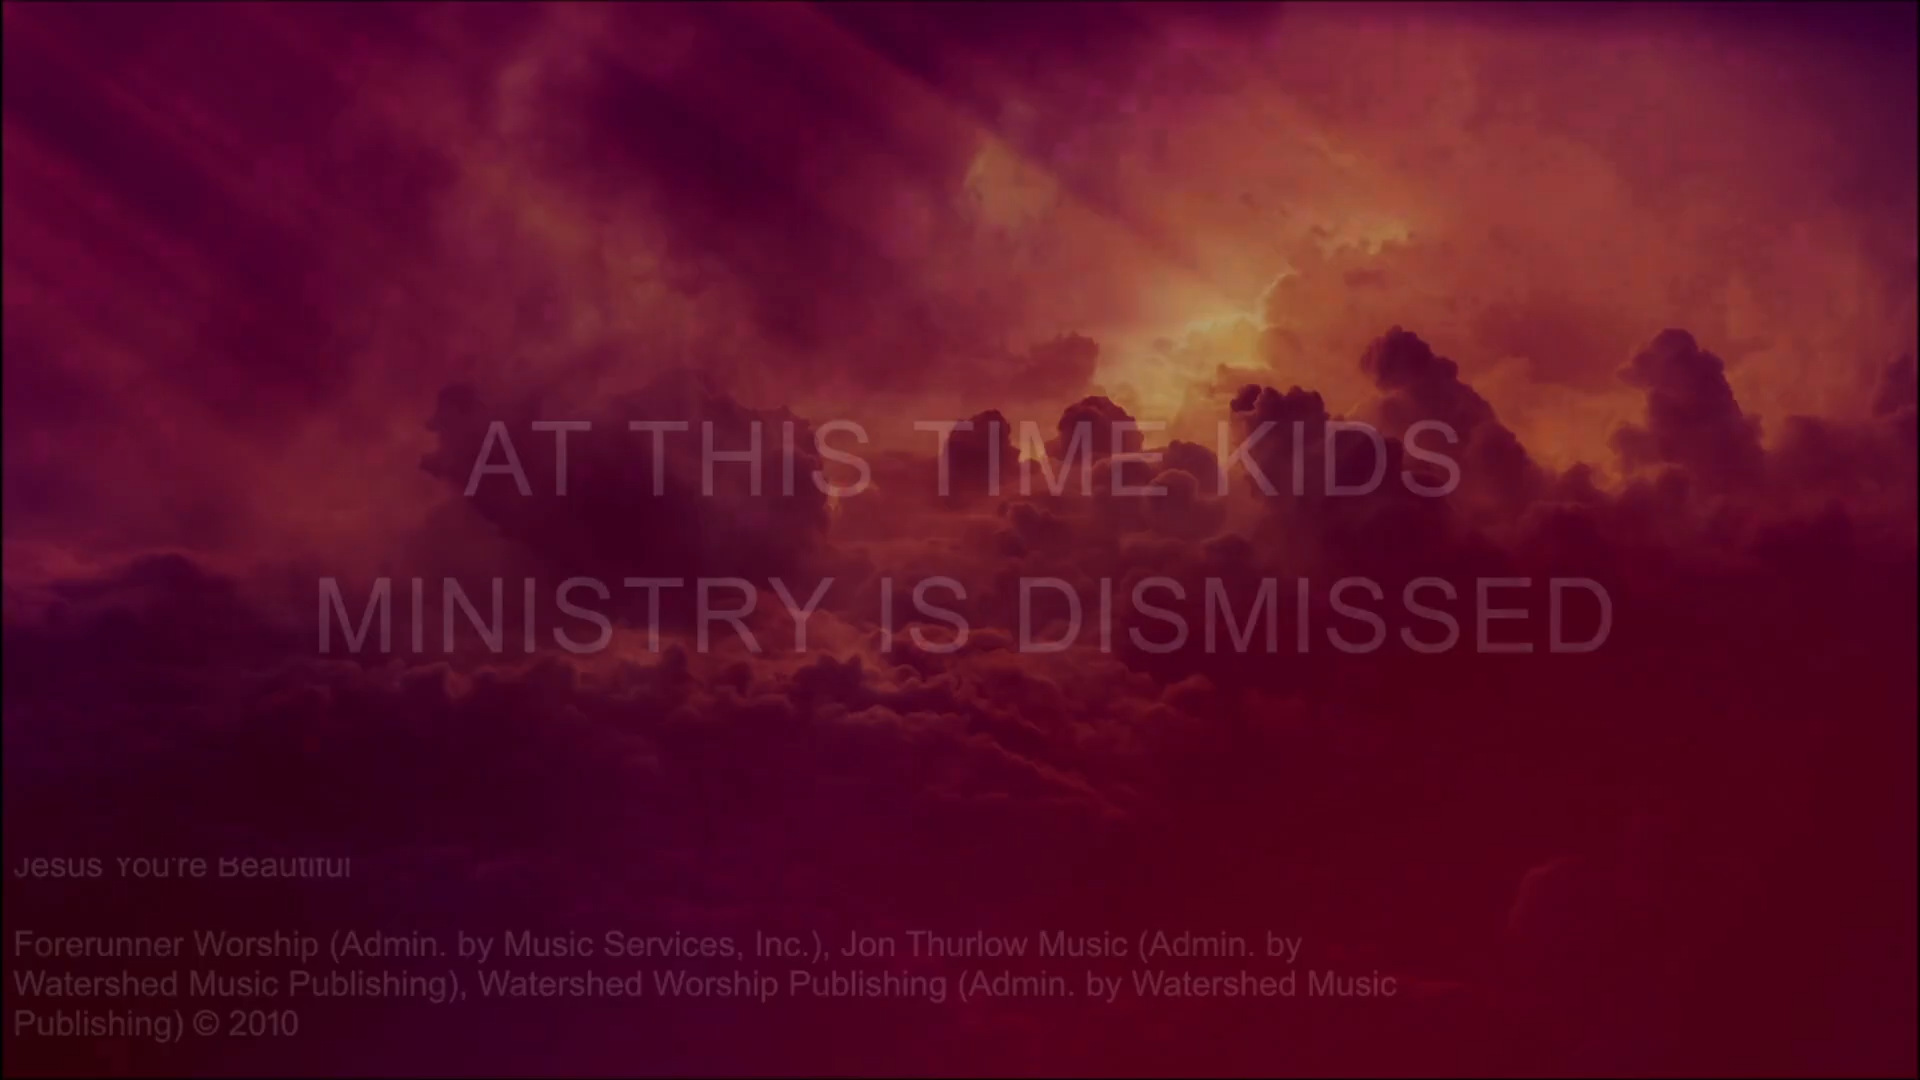 AT THIS TIME KIDS
MINISTRY IS DISMISSED
Jesus You're Beautiful
Forerunner Worship (Admin. by Music Services, Inc.), Jon Thurlow Music (Admin. by
Watershed Music Publishing), Watershed Worship Publishing (Admin. by Watershed Music
Publishing) © 2010